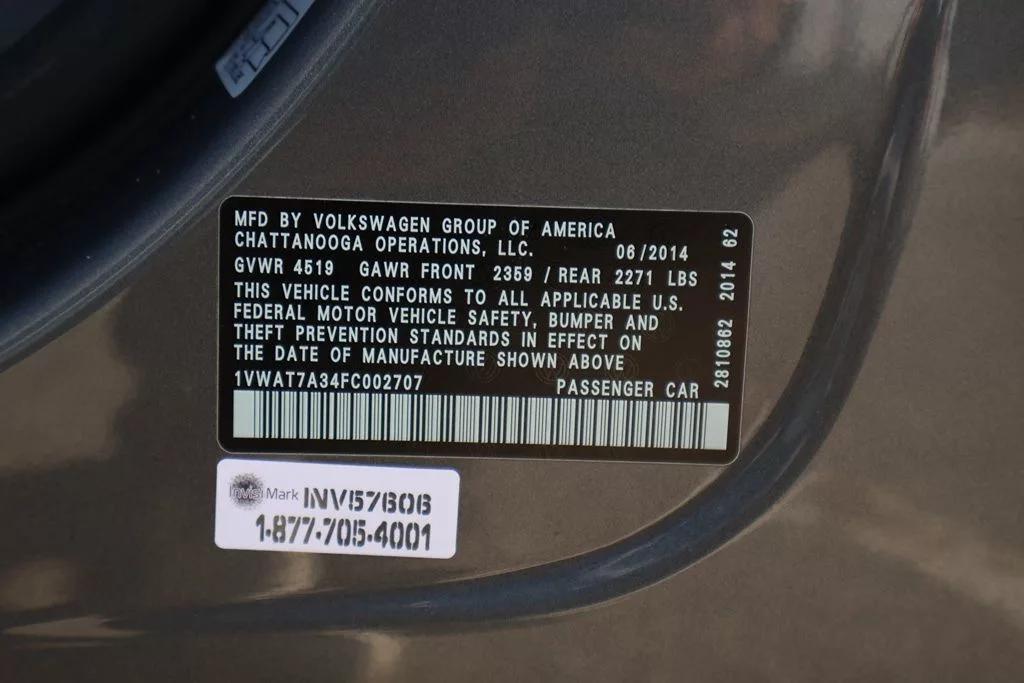 MFD BY VOLKSWAGEN GROUP OF AMERICA
CHATTANOOGA OPERATIONS, LLC. 06/2014
GVWR 4519 GAWR FRONT 2359 / REAR 2271 LBS
THIS VEHICLE CONFORMS TO ALL APPLICABLE U.S.
FEDERAL MOTOR VEHICLE SAFETY, BUMPER AND
THEFT PREVENTION STANDARDS IN EFFECT ON
THE DATE OF MANUFACTURE SHOWN ABOVE
1VWAT7A34FC002707 PASSENGER CAR
2810862 2014 62
Invisi Mark INV57606
1-877-705-4001